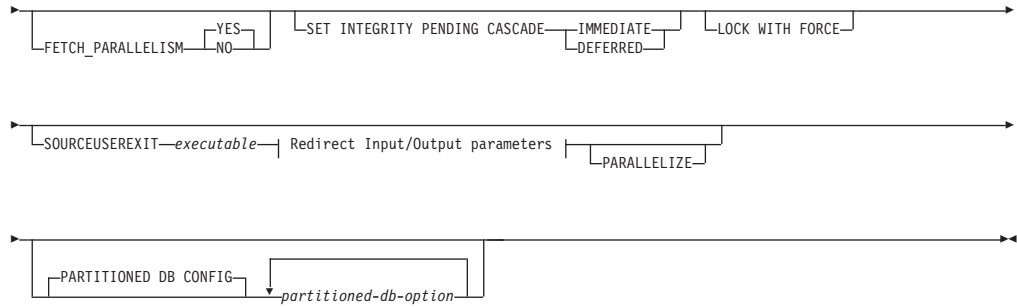 YES
SET INTEGRITY PENDING CASCADE IMMEDIATE LOCK WITH FORCE
FETCH_PARALLELISM NO DEFERRED
SOURCEUSEREXIT executable Redirect Input/Output parameters
PARALLELIZE
PARTITIONED DB CONFIG
partitioned-db-option